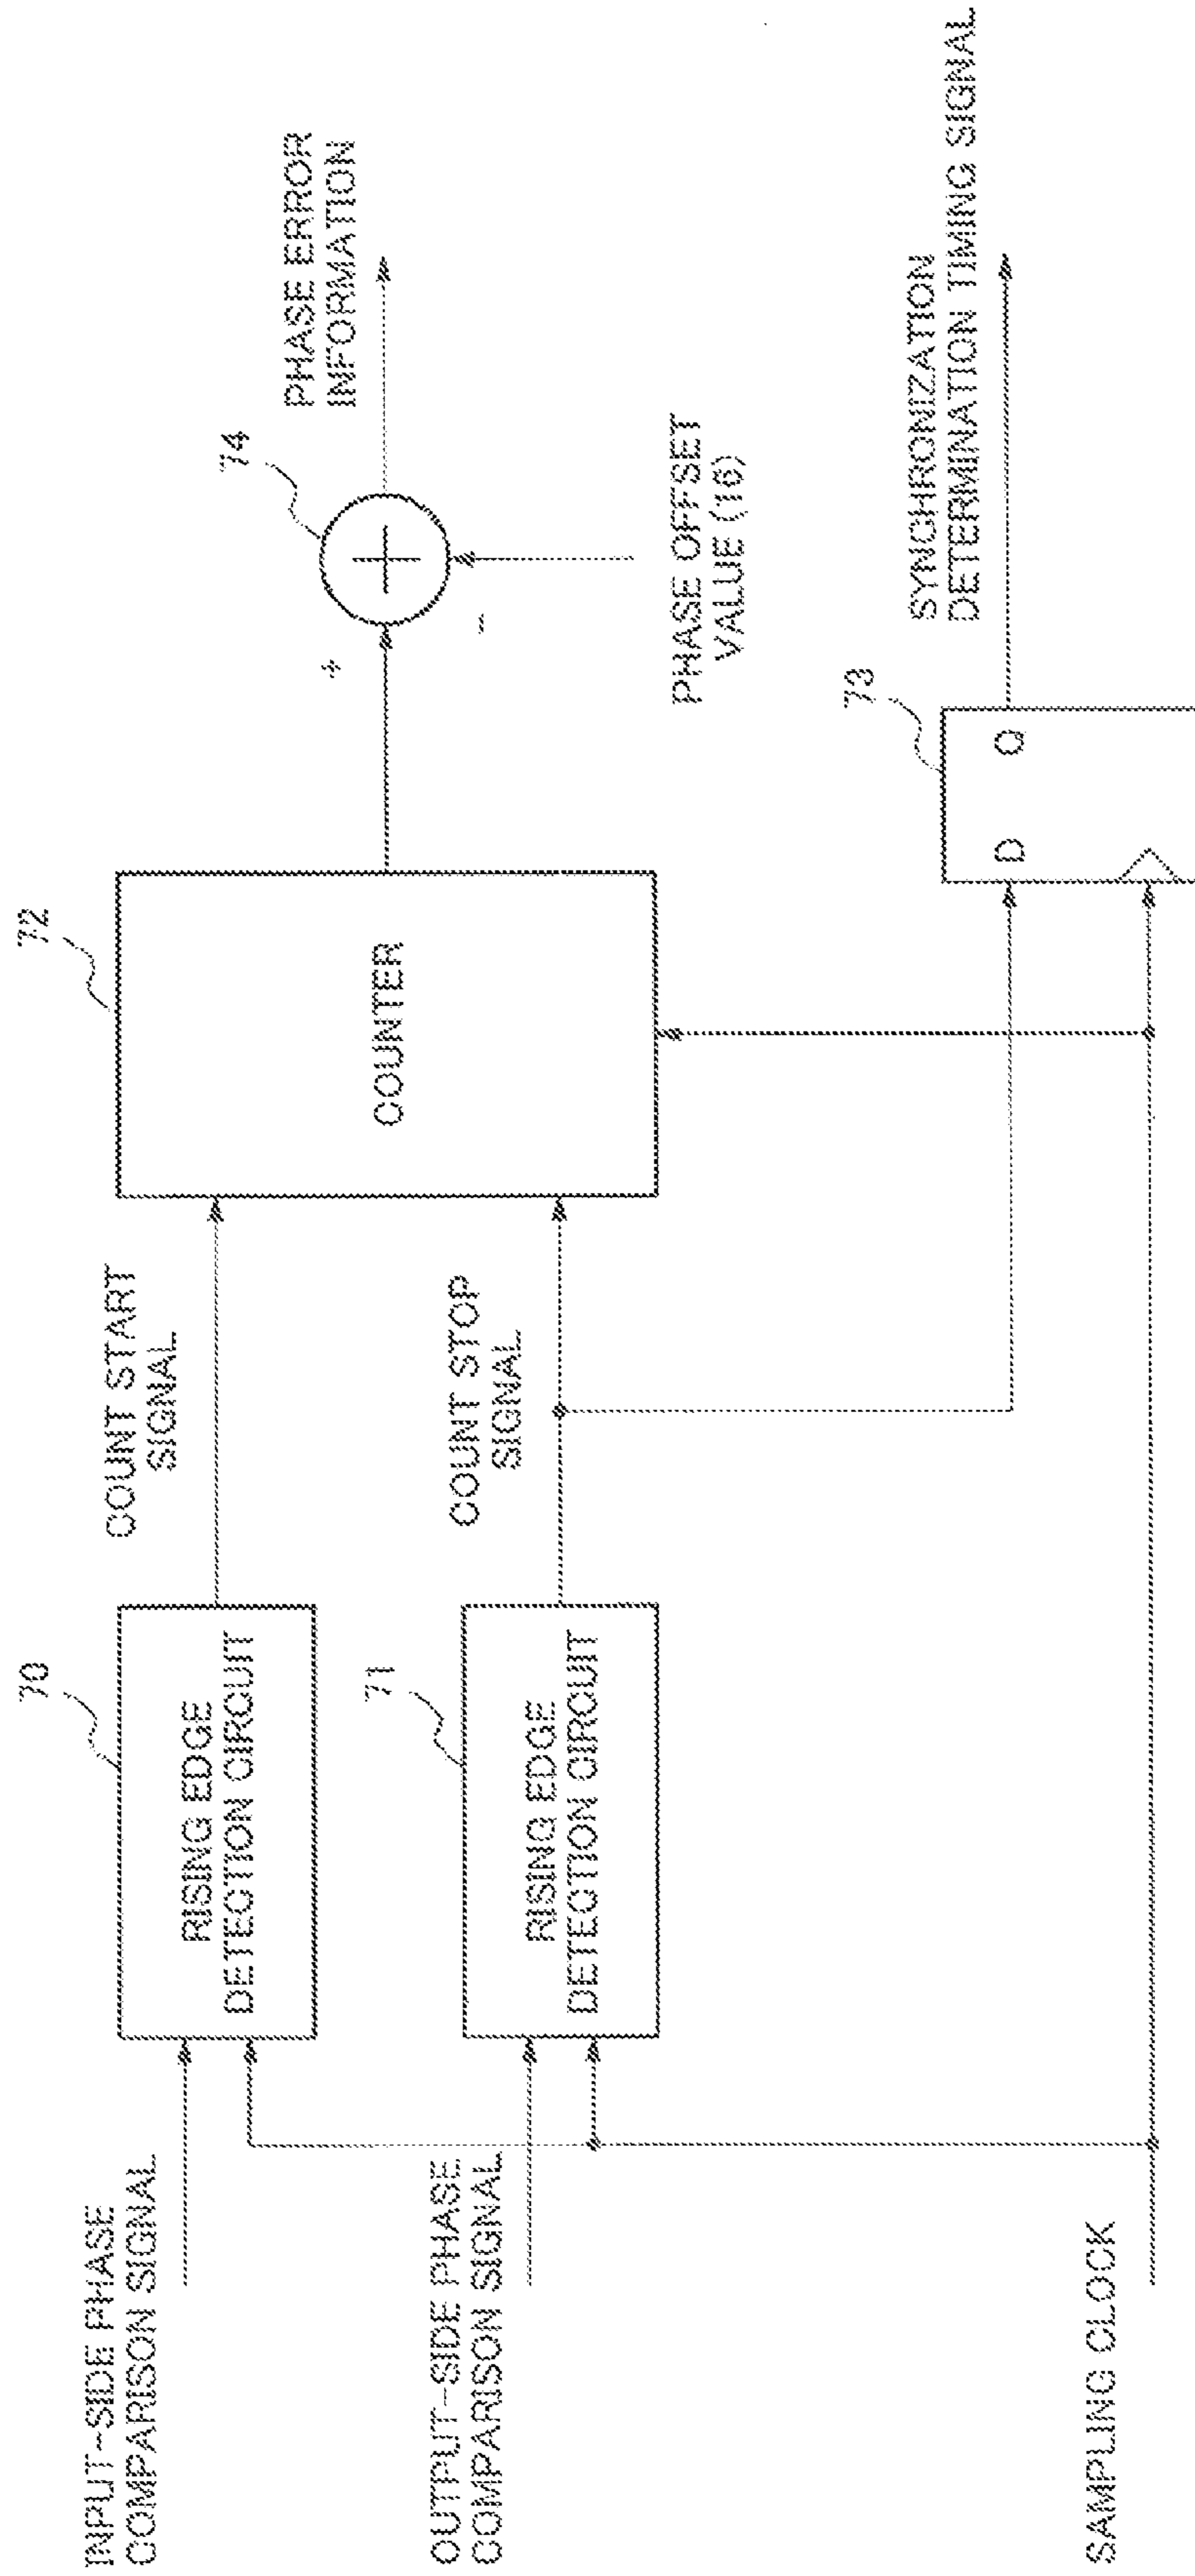 INPUT-SIDE PHASE
COMPARISON SIGNAL
70
RISING EDGE
DETECTION CIRCUIT
COUNT START
SIGNAL
72
COUNTER
+
74
PHASE ERROR
INFORMATION
OUTPUT-SIDE PHASE
COMPARISON SIGNAL
71
RISING EDGE
DETECTION CIRCUIT
COUNT STOP
SIGNAL
-
PHASE OFFSET
VALUE (16)
73
D
Q
SYNCHRONIZATION
DETERMINATION TIMING SIGNAL
SAMPLING CLOCK